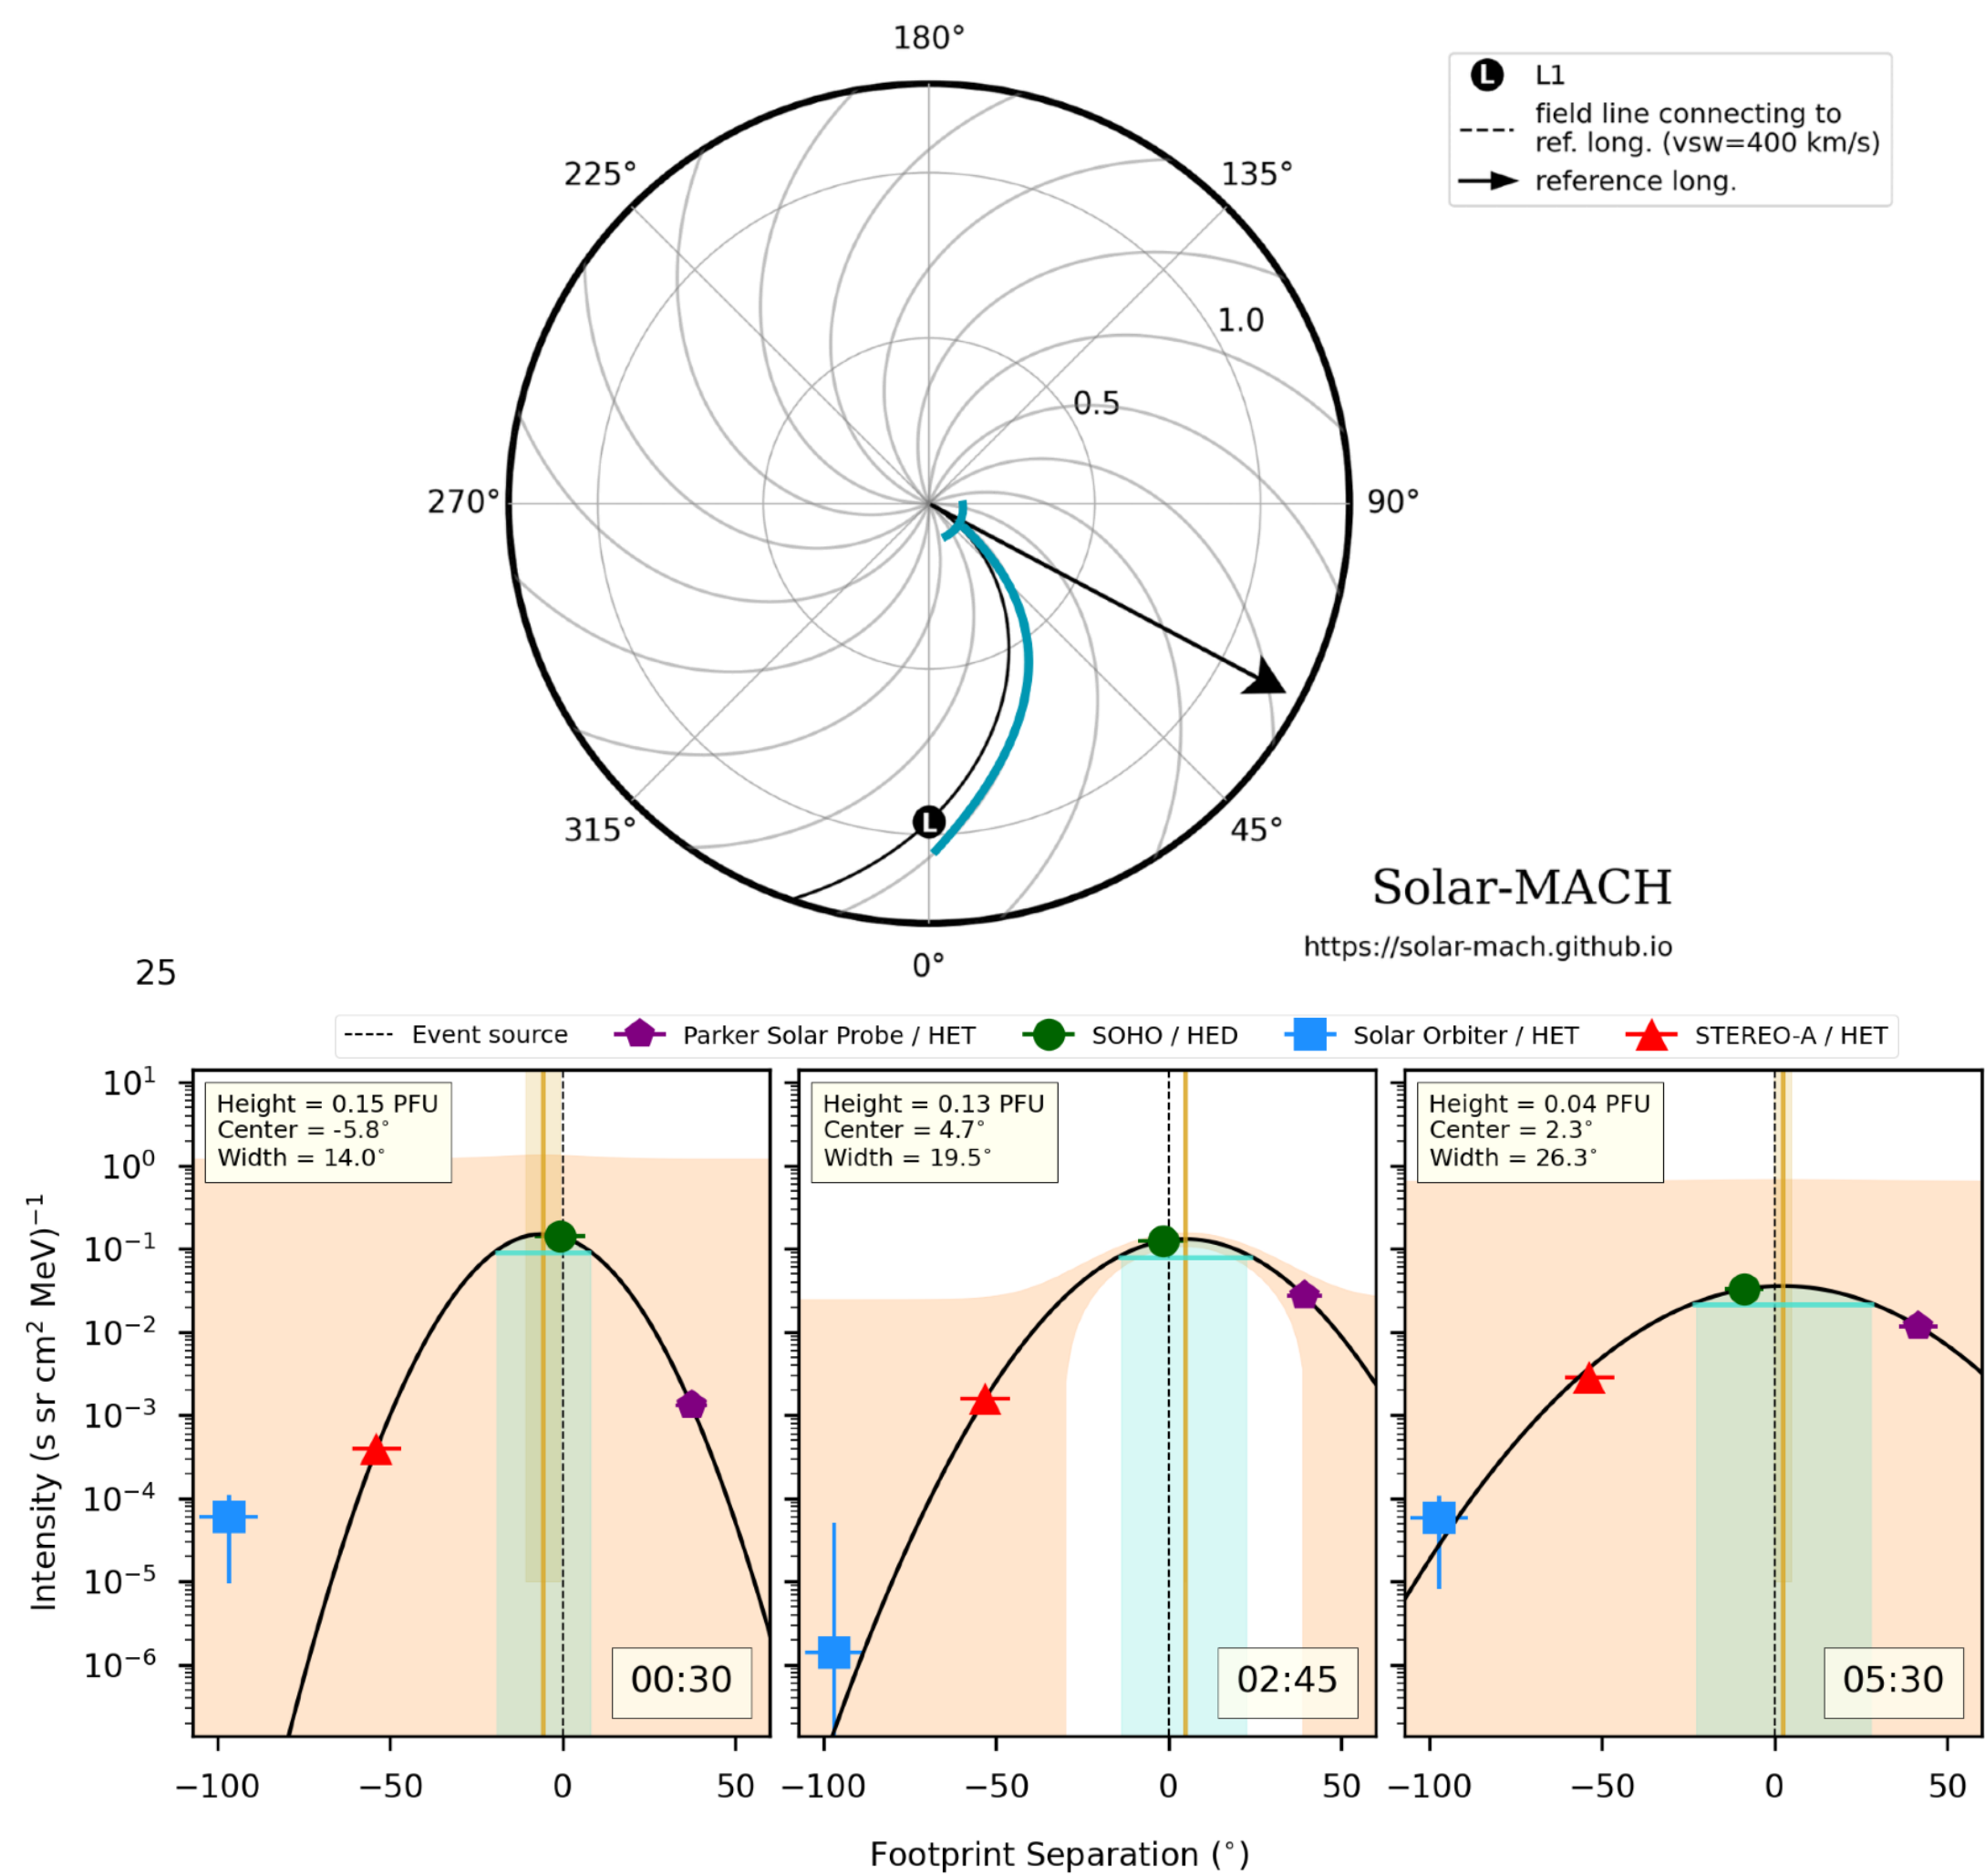 180°
225°
135°
1.0
0.5
270°
90°
315°
45°
0°
L
L L1
field line connecting to
ref. long. (vsw=400 km/s)
reference long.
Solar-MACH
https://solar-mach.github.io
25
Event source Parker Solar Probe / HET SOHO / HED Solar Orbiter / HET STEREO-A / HET
Intensity (s sr cm² MeV)⁻¹
10¹
10⁰
10⁻¹
10⁻²
10⁻³
10⁻⁴
10⁻⁵
10⁻⁶
Height = 0.15 PFU
Center = -5.8°
Width = 14.0°
00:30
Height = 0.13 PFU
Center = 4.7°
Width = 19.5°
02:45
Height = 0.04 PFU
Center = 2.3°
Width = 26.3°
05:30
−100 −50 0 50 −100 −50 0 50 −100 −50 0 50
Footprint Separation (°)